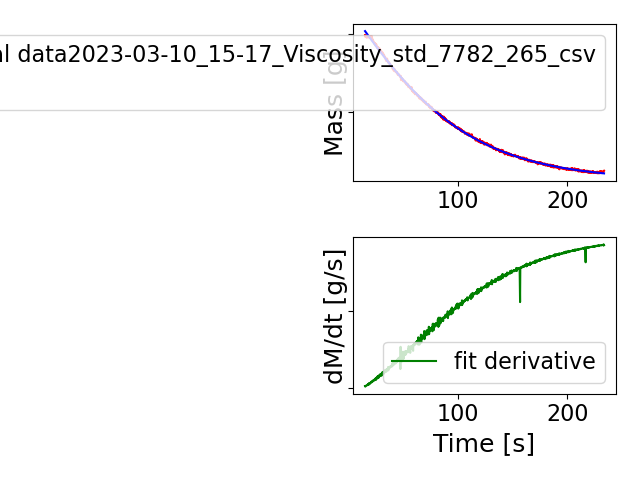 al data2023-03-10_15-17_Viscosity_std_7782_265_csv
Mass [g]
100 200
dM/dt [g/s]
fit derivative
100 200
Time [s]